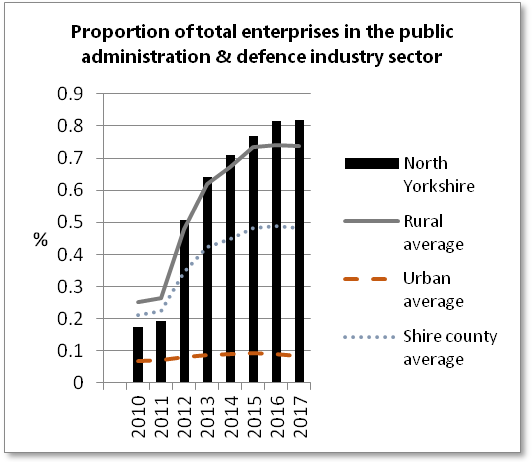 Proportion of total enterprises in the public
administration & defence industry sector
0.9
0.8
0.7
0.6
0.5
0.4
0.3
0.2
0.1
0
%
2010
2011
2012
2013
2014
2015
2016
2017
North
Yorkshire
Rural
average
Urban
average
Shire county
average